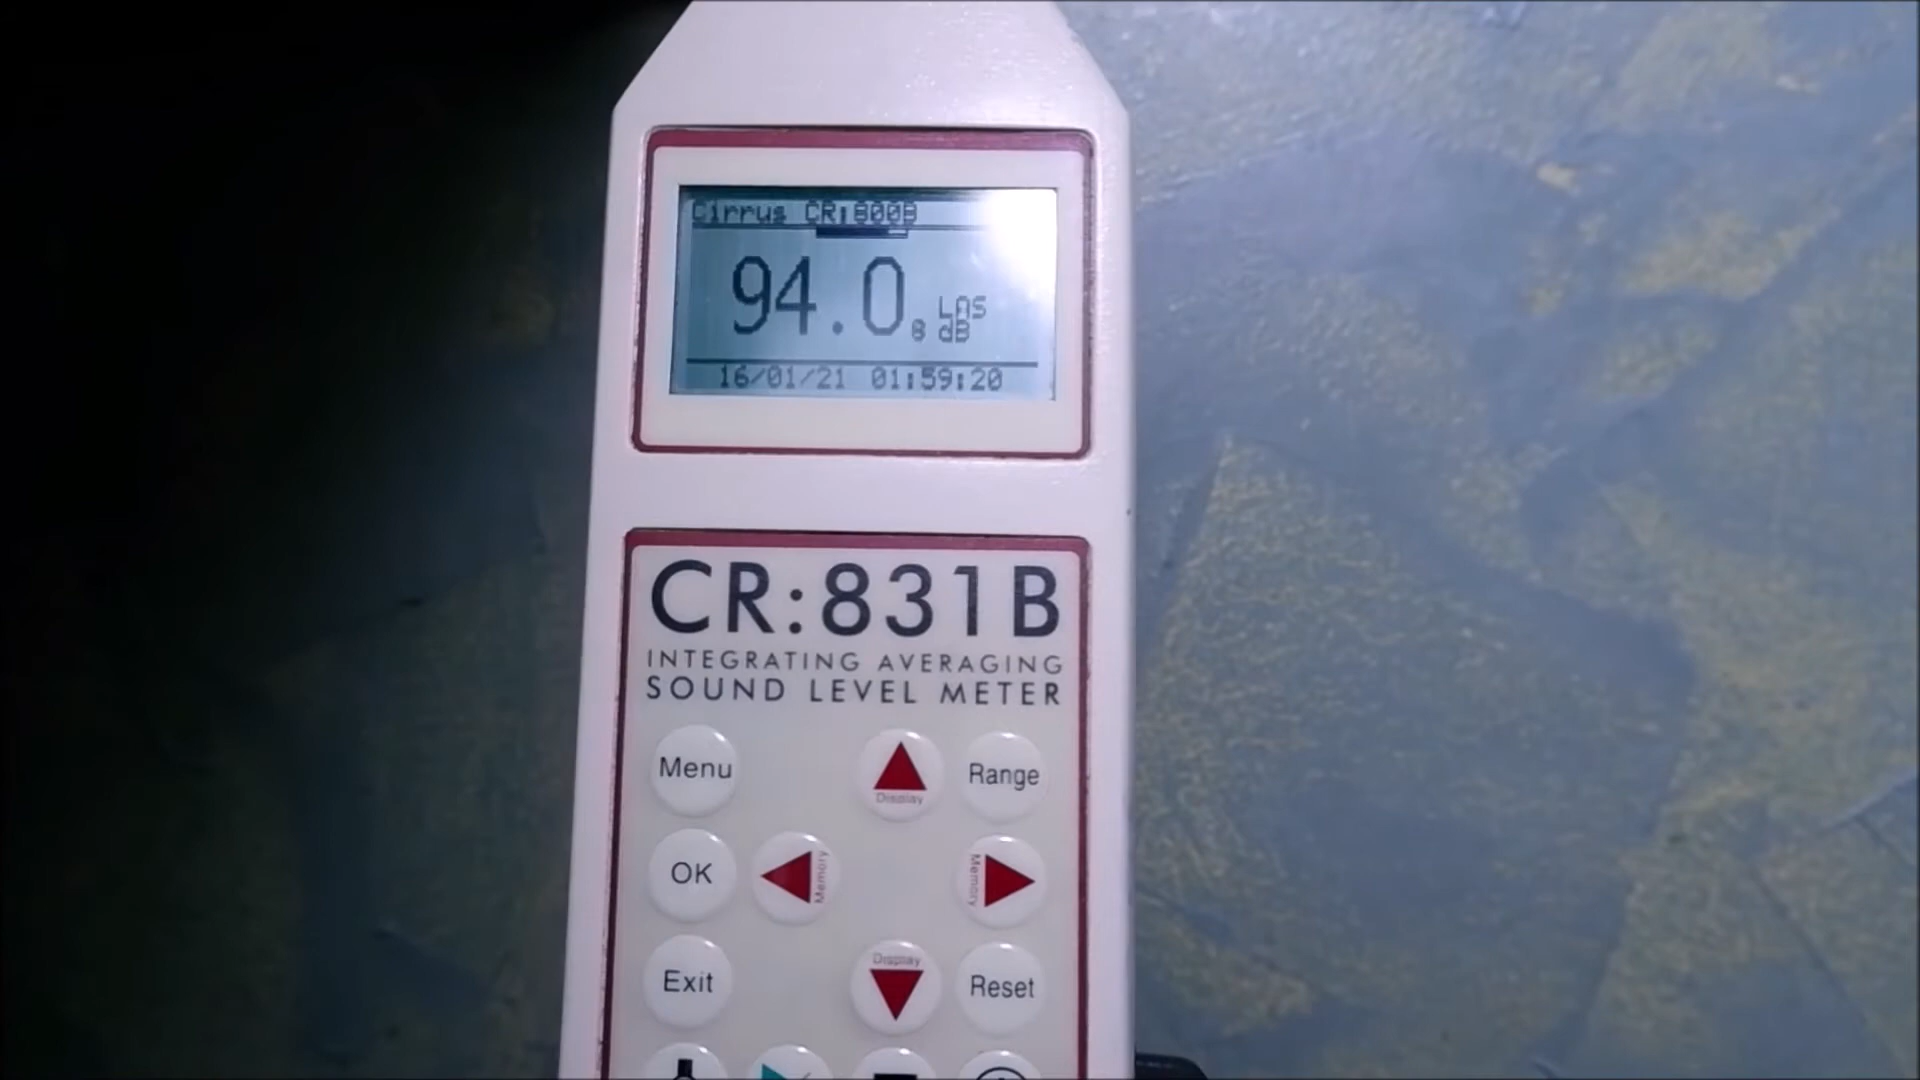 Cirrus CR:800B
94.0
LAS
8 dB
16/01/21 01:59:20
CR:831B
INTEGRATING AVERAGING
SOUND LEVEL METER
Menu
Display
Range
OK
Memory
Memory
Exit
Display
Reset